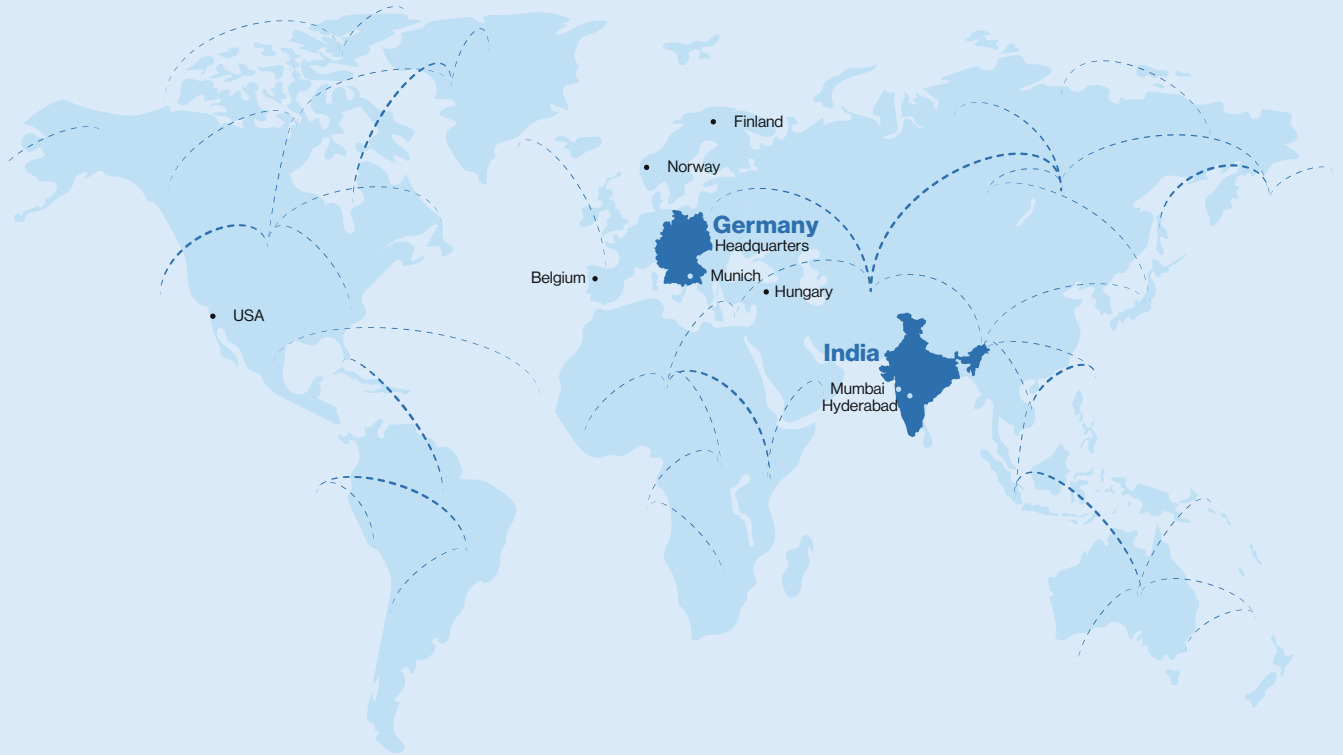 Finland
Norway
Germany
Headquarters
Belgium
Munich
Hungary
USA
India
Mumbai
Hyderabad